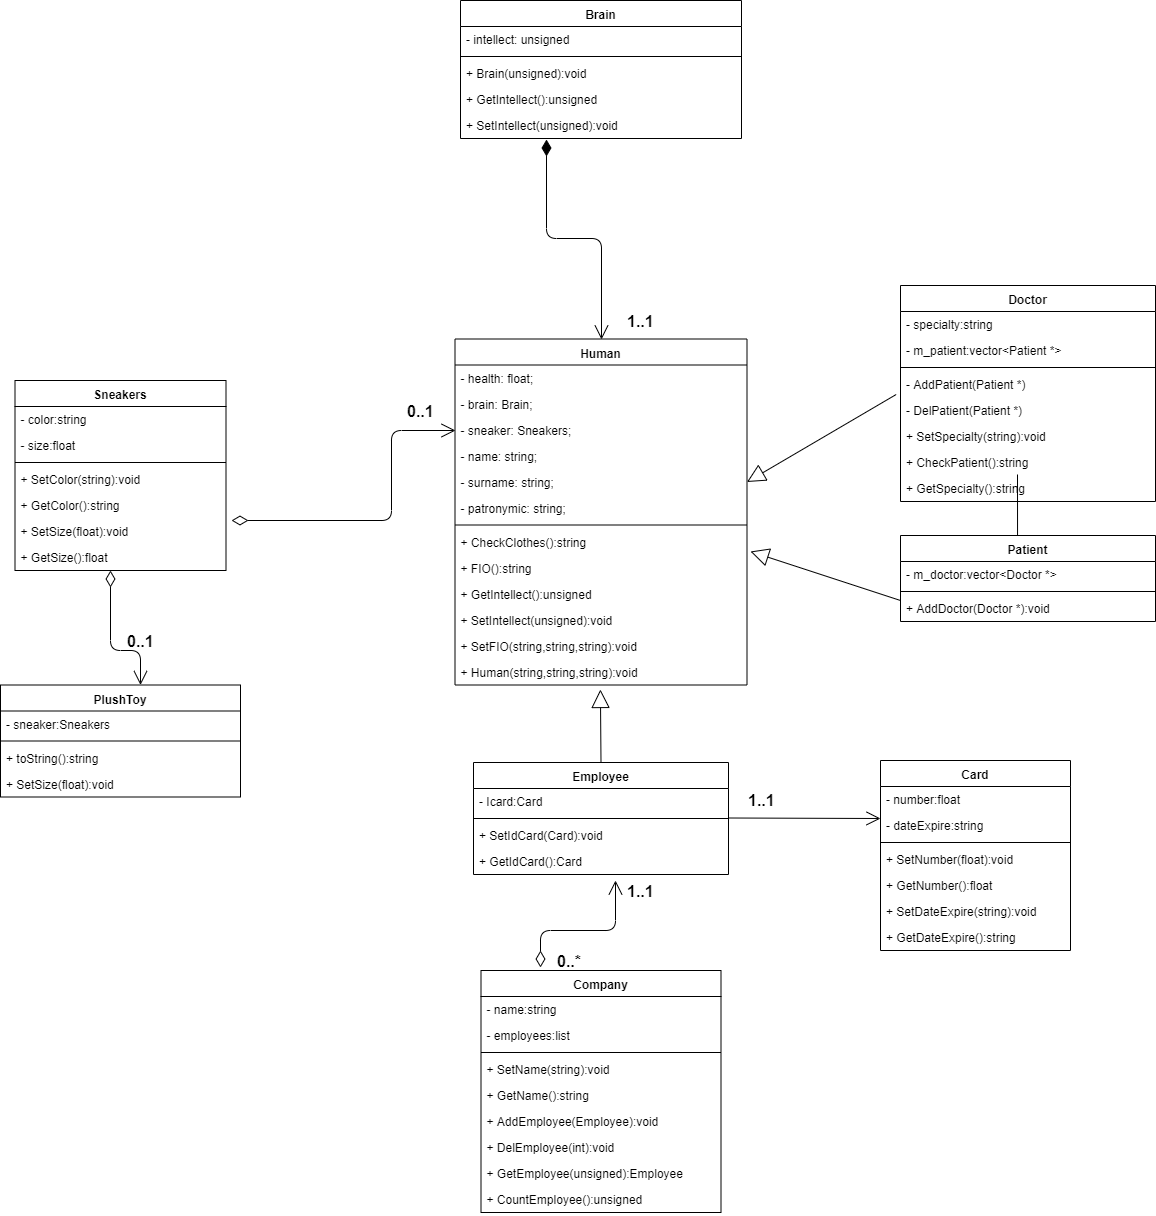 Brain
- intellect: unsigned
+ Brain(unsigned):void
+ GetIntellect():unsigned
+ SetIntellect(unsigned):void
1..1
Human
- health: float;
- brain: Brain;
- sneaker: Sneakers;
- name: string;
- surname: string;
- patronymic: string;
+ CheckClothes():string
+ FIO():string
+ GetIntellect():unsigned
+ SetIntellect(unsigned):void
+ SetFIO(string,string,string):void
+ Human(string,string,string):void
Doctor
- specialty:string
- m_patient:vector<Patient *>
- AddPatient(Patient *)
- DelPatient(Patient *)
+ SetSpecialty(string):void
+ CheckPatient():string
+ GetSpecialty():string
Patient
- m_doctor:vector<Doctor *>
+ AddDoctor(Doctor *):void
Sneakers
- color:string
- size:float
+ SetColor(string):void
+ GetColor():string
+ SetSize(float):void
+ GetSize():float
0..1
0..1
PlushToy
- sneaker:Sneakers
+ toString():string
+ SetSize(float):void
Employee
- Icard:Card
+ SetIdCard(Card):void
+ GetIdCard():Card
1..1
Card
- number:float
- dateExpire:string
+ SetNumber(float):void
+ GetNumber():float
+ SetDateExpire(string):void
+ GetDateExpire():string
1..1
0..*
Company
- name:string
- employees:list
+ SetName(string):void
+ GetName():string
+ AddEmployee(Employee):void
+ DelEmployee(int):void
+ GetEmployee(unsigned):Employee
+ CountEmployee():unsigned